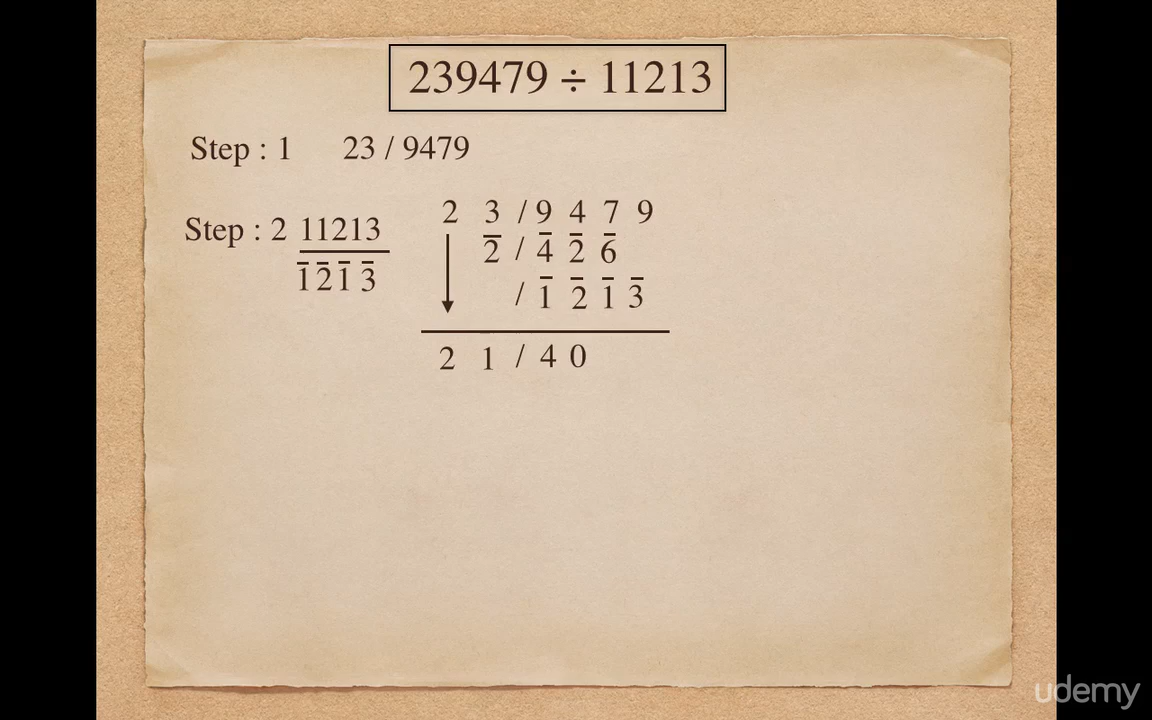 239479 ÷ 11213
Step : 1 23 / 9479
2 3 / 9 4 7 9
Step : 2 11213
2̅ / 4̅ 2̅ 6̅
1̅ 2̅ 1̅ 3̅
/ 1̅ 2̅ 1̅ 3̅
2 1 / 4 0
udemy